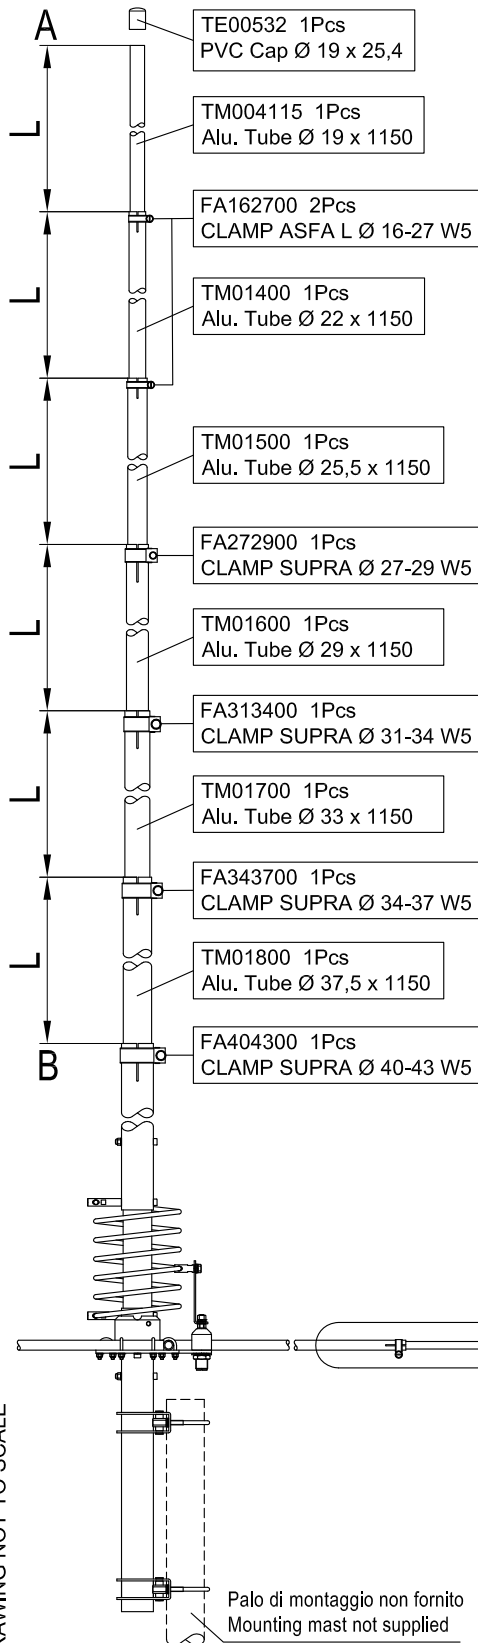 A
TE00532 1Pcs
PVC Cap Ø 19 x 25,4
L
TM004115 1Pcs
Alu. Tube Ø 19 x 1150
FA162700 2Pcs
CLAMP ASFA L Ø 16-27 W5
L
TM01400 1Pcs
Alu. Tube Ø 22 x 1150
L
TM01500 1Pcs
Alu. Tube Ø 25,5 x 1150
FA272900 1Pcs
CLAMP SUPRA Ø 27-29 W5
L
TM01600 1Pcs
Alu. Tube Ø 29 x 1150
FA313400 1Pcs
CLAMP SUPRA Ø 31-34 W5
L
TM01700 1Pcs
Alu. Tube Ø 33 x 1150
FA343700 1Pcs
CLAMP SUPRA Ø 34-37 W5
L
TM01800 1Pcs
Alu. Tube Ø 37,5 x 1150
FA404300 1Pcs
CLAMP SUPRA Ø 40-43 W5
B
RAWING NOT TO SCALE
Palo di montaggio non fornito
Mounting mast not supplied